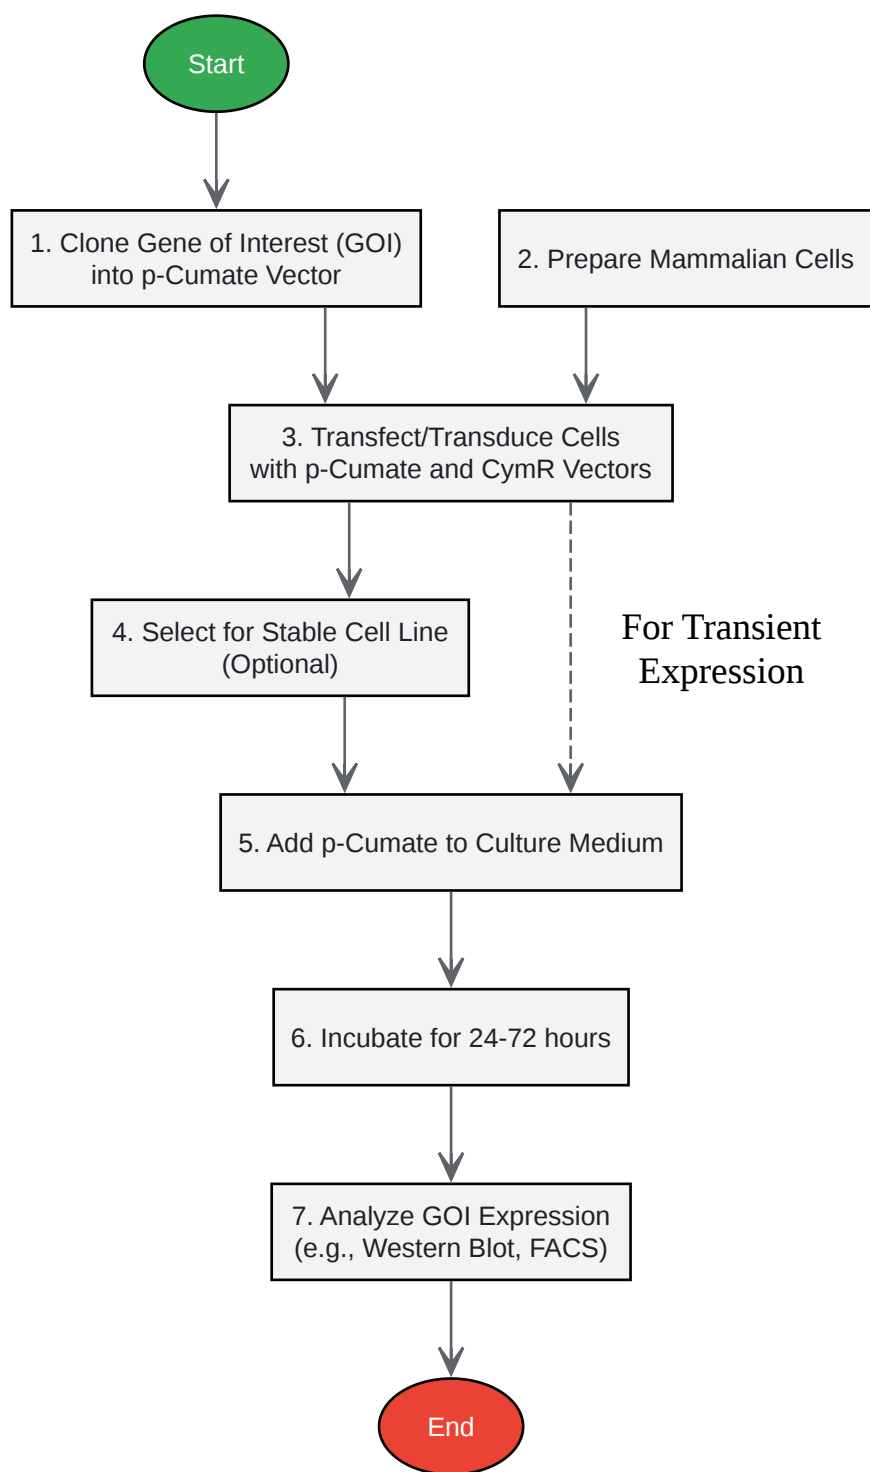 Start
1. Clone Gene of Interest (GOI)
into p-Cumate Vector
2. Prepare Mammalian Cells
3. Transfect/Transduce Cells
with p-Cumate and CymR Vectors
4. Select for Stable Cell Line
(Optional)
For Transient
Expression
5. Add p-Cumate to Culture Medium
6. Incubate for 24-72 hours
7. Analyze GOI Expression
(e.g., Western Blot, FACS)
End